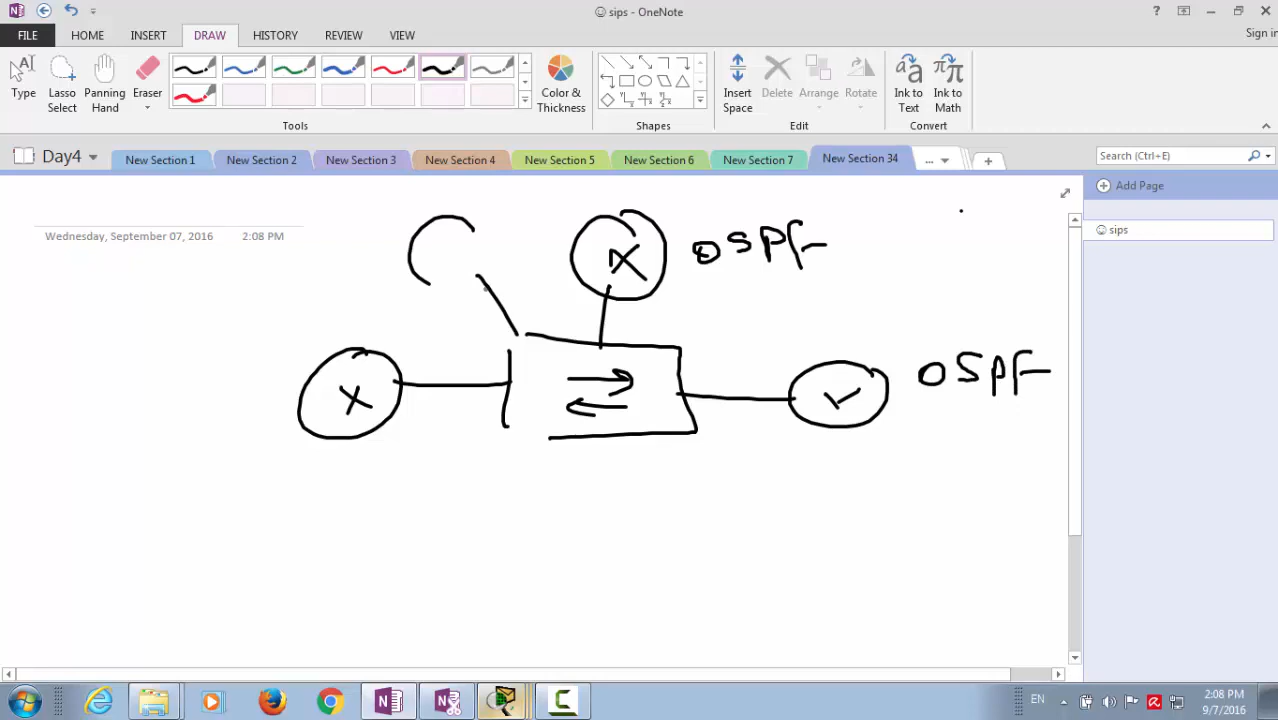 sips - OneNote
?
Sign in
FILE HOME INSERT DRAW HISTORY REVIEW VIEW
Type
Lasso Select
Panning Hand
Eraser
Color & Thickness
Insert Space
Delete
Arrange
Rotate
Ink to Text
Ink to Math
Tools
Shapes
Edit
Convert
Day4
New Section 1 New Section 2 New Section 3 New Section 4 New Section 5 New Section 6 New Section 7 New Section 34 ...
Search (Ctrl+E)
Add Page
sips
Wednesday, September 07, 2016 2:08 PM
OSPF
OSPF
X
X
EN
2:08 PM
9/7/2016